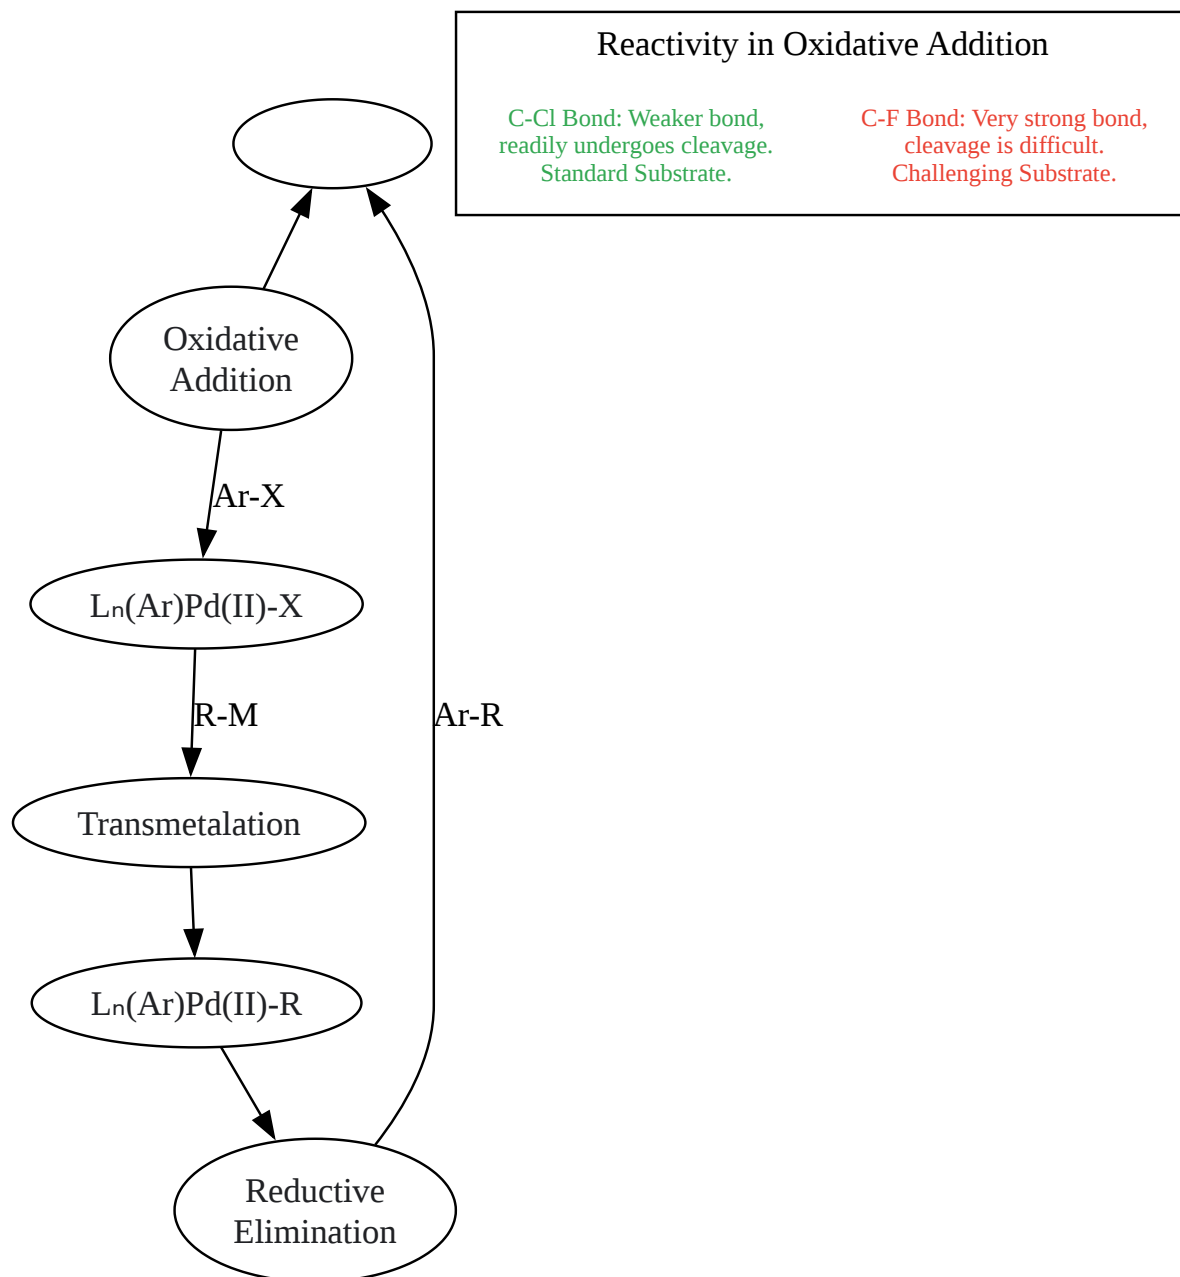 Reactivity in Oxidative Addition
C-Cl Bond: Weaker bond,
readily undergoes cleavage.
Standard Substrate.
C-F Bond: Very strong bond,
cleavage is difficult.
Challenging Substrate.
Oxidative
Addition
Ar-X
Lₙ(Ar)Pd(II)-X
R-M
Ar-R
Transmetalation
Lₙ(Ar)Pd(II)-R
Reductive
Elimination